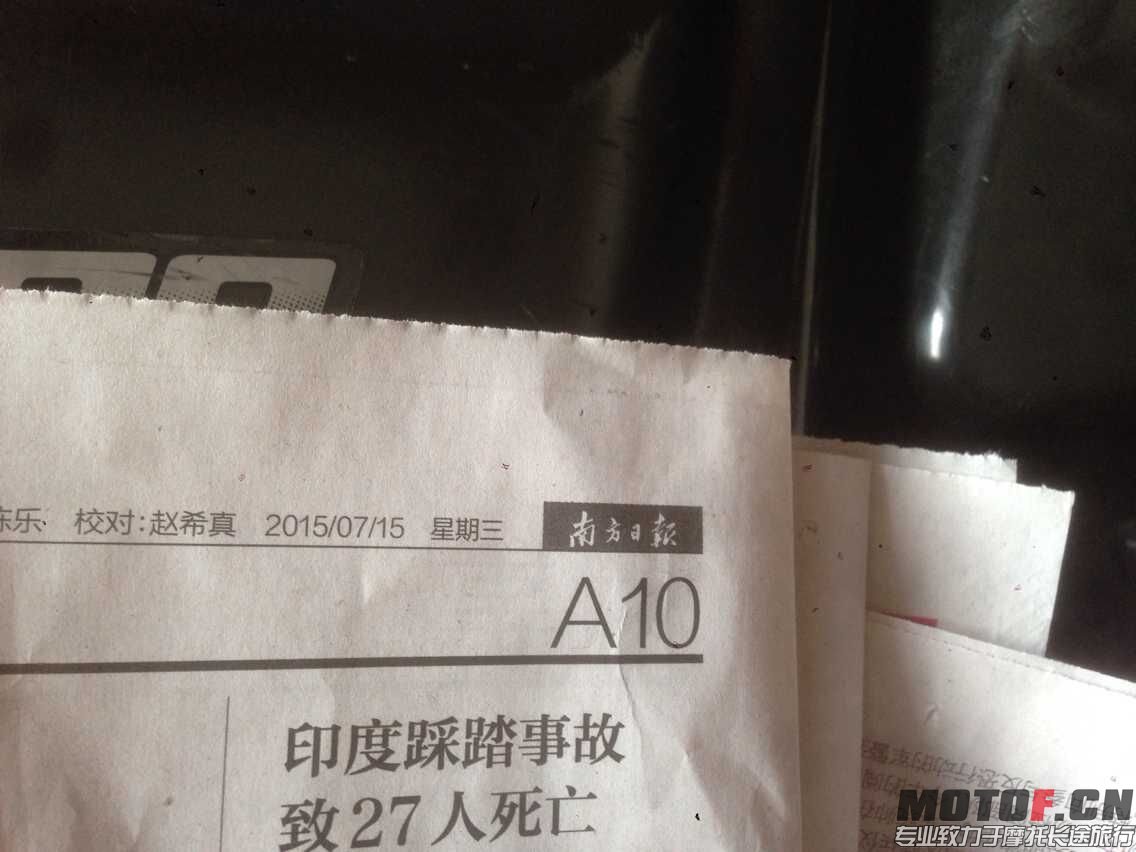 乐 校对:赵希真 2015/07/15 星期三 南方日報
A10
印度踩踏事故
致27人死亡
MOTOF.CN
专业致力于摩托长途旅行